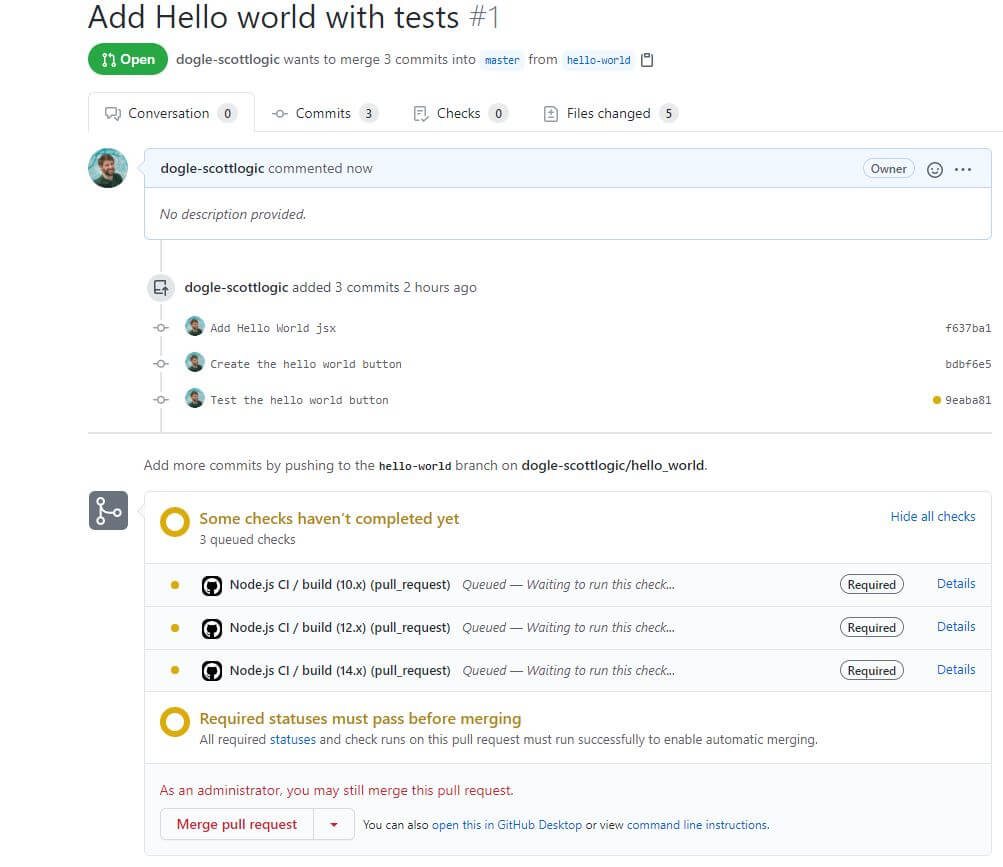 Add Hello world with tests #1
Open dogle-scottlogic wants to merge 3 commits into master from hello-world
Conversation 0 Commits 3 Checks 0 Files changed 5
dogle-scottlogic commented now Owner
No description provided.
dogle-scottlogic added 3 commits 2 hours ago
Add Hello World jsx f637ba1
Create the hello world button bdbf6e5
Test the hello world button 9eaba81
Add more commits by pushing to the hello-world branch on dogle-scottlogic/hello_world.
Some checks haven't completed yet Hide all checks
3 queued checks
Node.js CI / build (10.x) (pull_request) Queued — Waiting to run this check... Required Details
Node.js CI / build (12.x) (pull_request) Queued — Waiting to run this check... Required Details
Node.js CI / build (14.x) (pull_request) Queued — Waiting to run this check... Required Details
Required statuses must pass before merging
All required statuses and check runs on this pull request must run successfully to enable automatic merging.
As an administrator, you may still merge this pull request.
Merge pull request You can also open this in GitHub Desktop or view command line instructions.